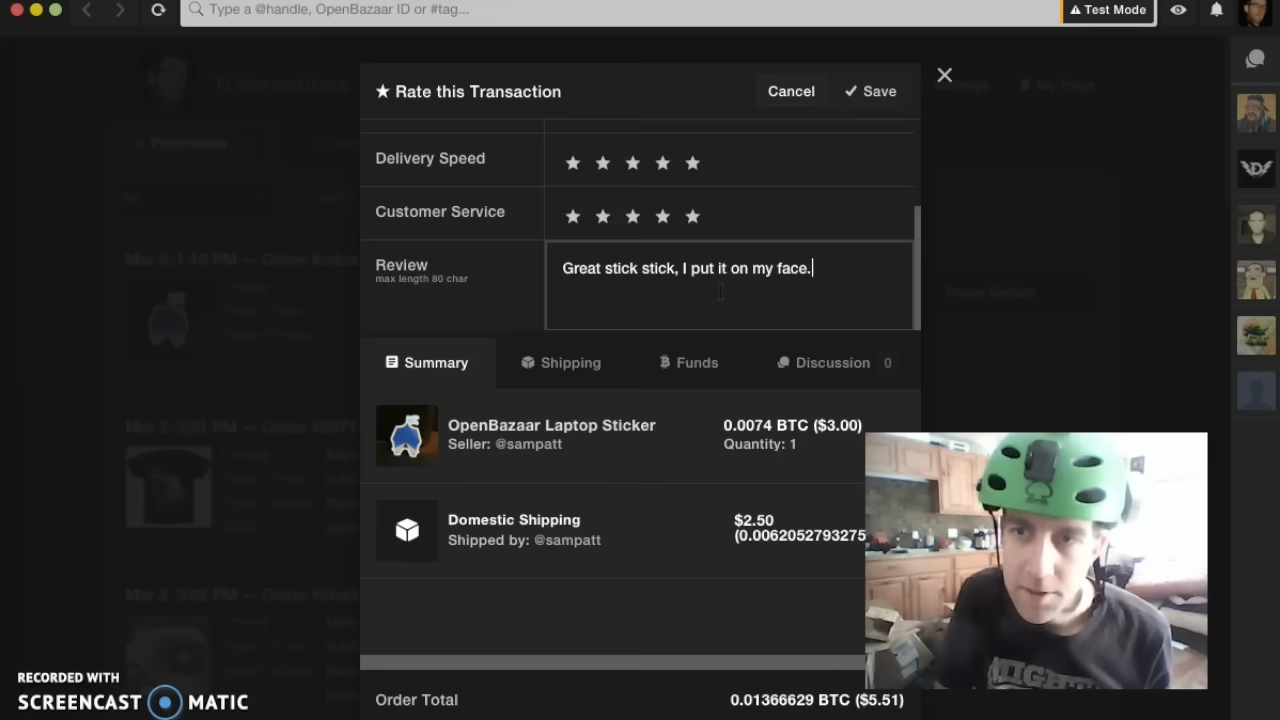 Type a @handle, OpenBazaar ID or #tag...
Test Mode
★ Rate this Transaction
Cancel
✓ Save
Delivery Speed
Customer Service
Review
max length 80 char
Great stick stick, I put it on my face.
Summary
Shipping
Funds
Discussion 0
OpenBazaar Laptop Sticker
0.0074 BTC ($3.00)
Seller: @sampatt
Quantity: 1
Domestic Shipping
$2.50
Shipped by: @sampatt
(0.0062052793275
Order Total
0.01366629 BTC ($5.51)
RECORDED WITH
SCREENCAST MATIC